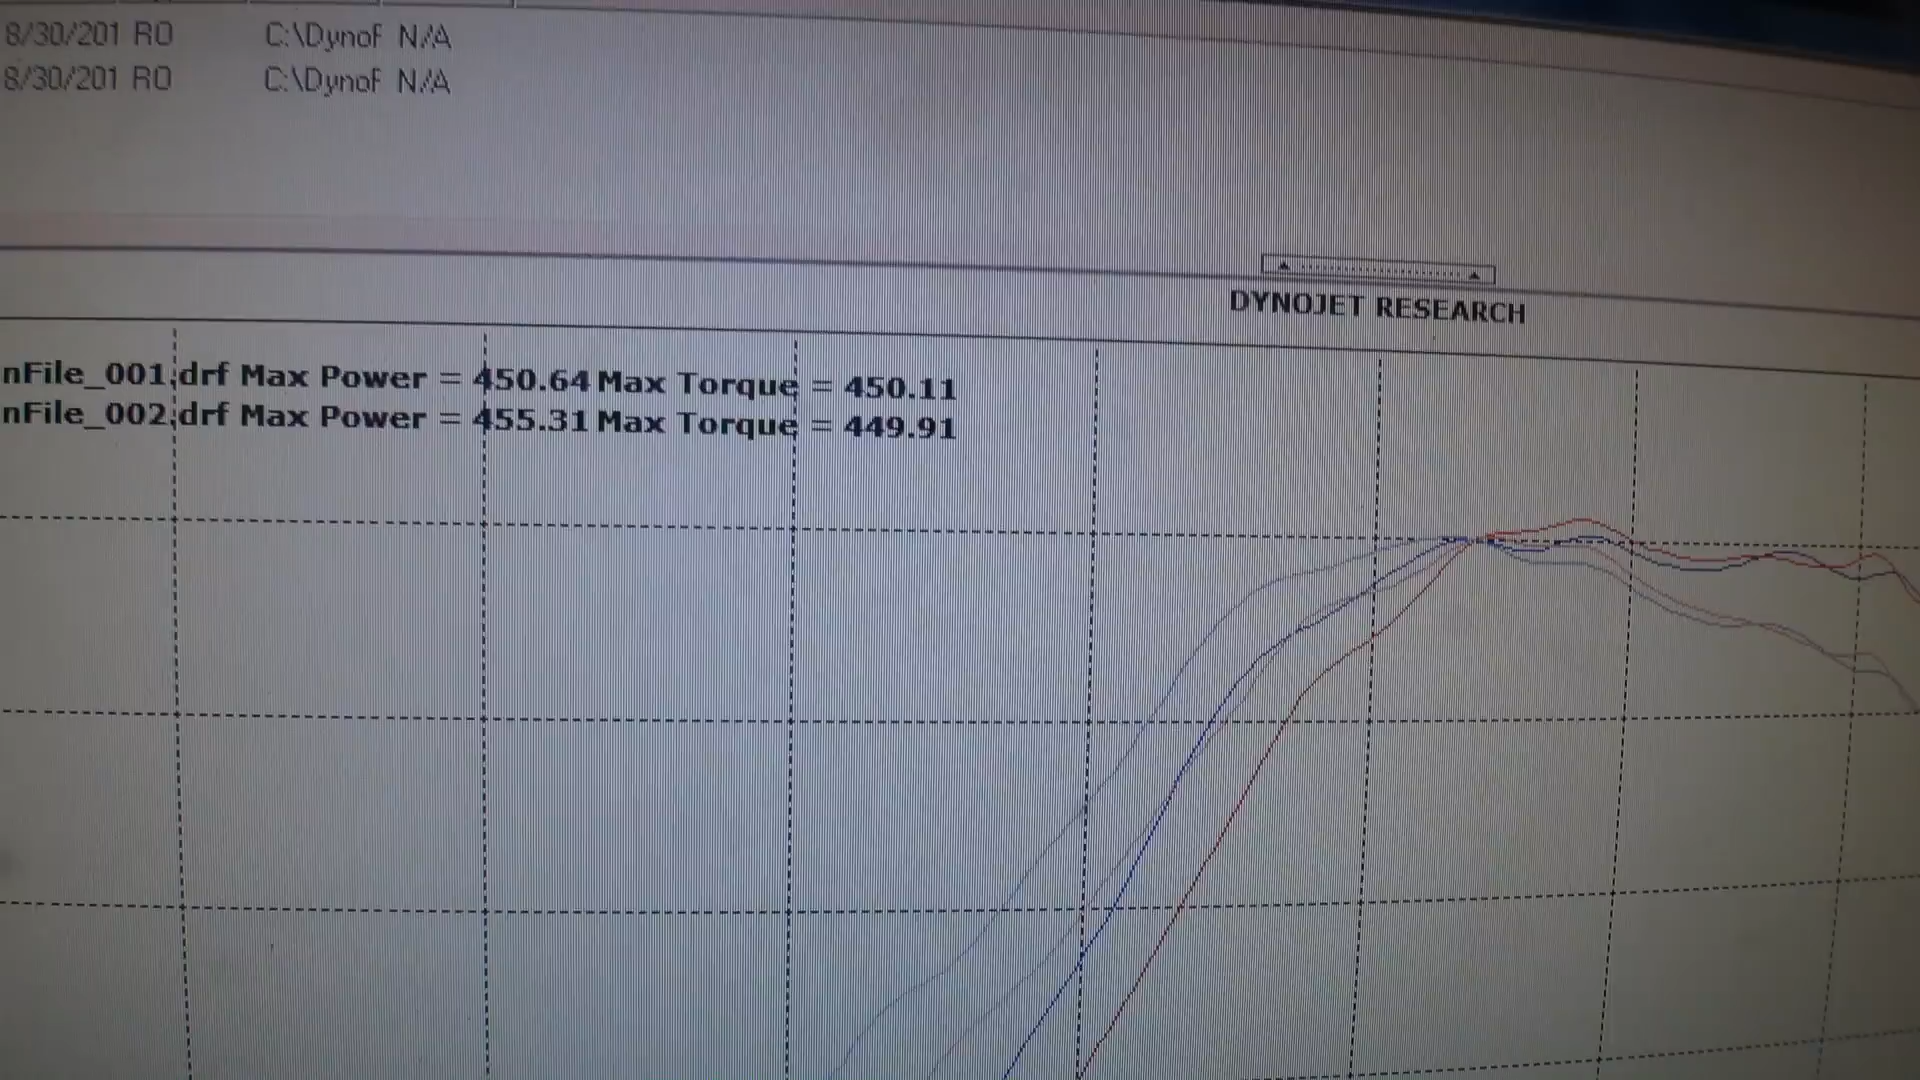 8/30/201 RO C:\DynoF N/A
8/30/201 RO C:\DynoF N/A
DYNOJET RESEARCH
nFile_001.drf Max Power = 450.64 Max Torque = 450.11
nFile_002.drf Max Power = 455.31 Max Torque = 449.91